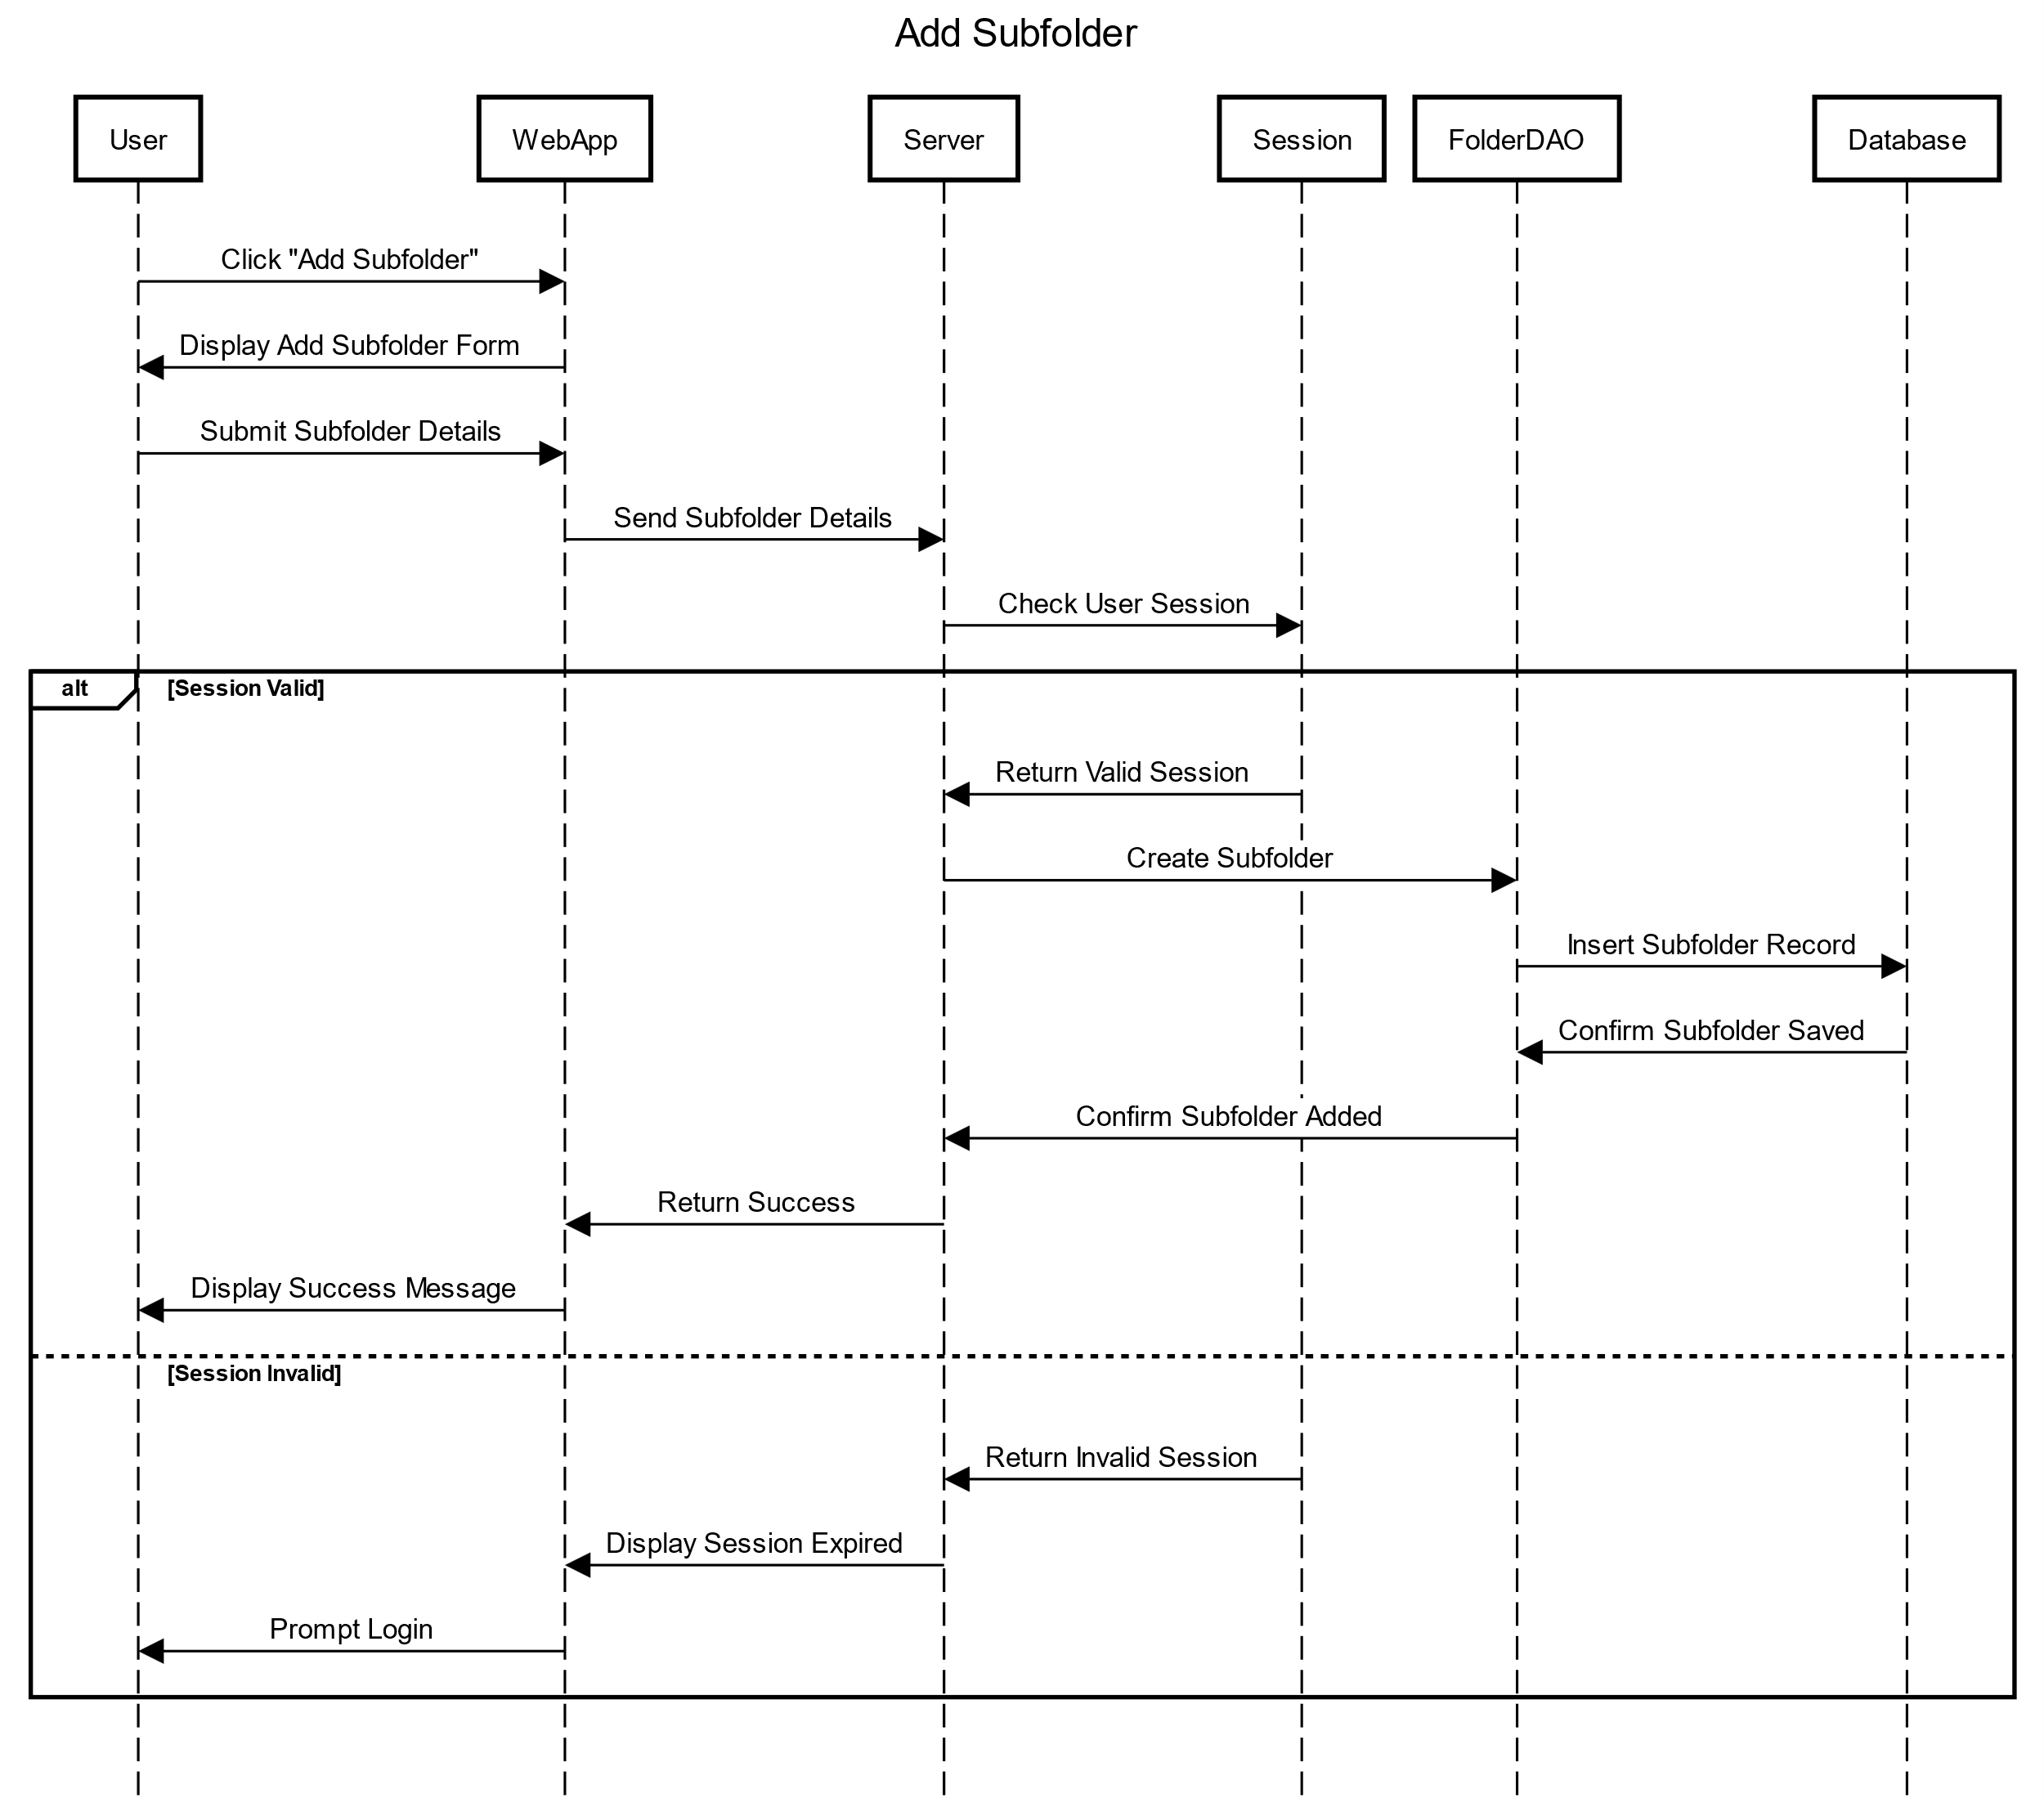 Add Subfolder
User
WebApp
Server
Session
FolderDAO
Database
Click "Add Subfolder"
Display Add Subfolder Form
Submit Subfolder Details
Send Subfolder Details
Check User Session
alt
[Session Valid]
Return Valid Session
Create Subfolder
Insert Subfolder Record
Confirm Subfolder Saved
Confirm Subfolder Added
Return Success
Display Success Message
[Session Invalid]
Return Invalid Session
Display Session Expired
Prompt Login